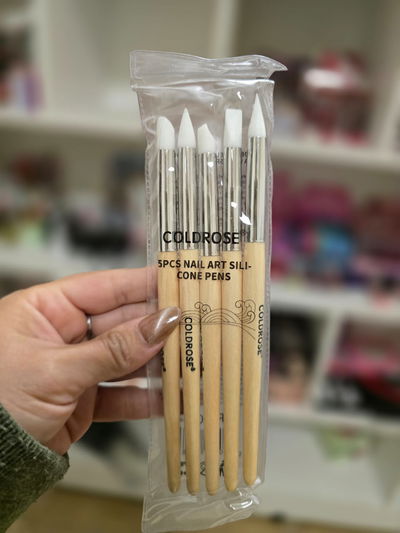 COLDROSE®
5PCS NAIL ART SILI-
CONE PENS
COLDROSE®
COLDROSE®